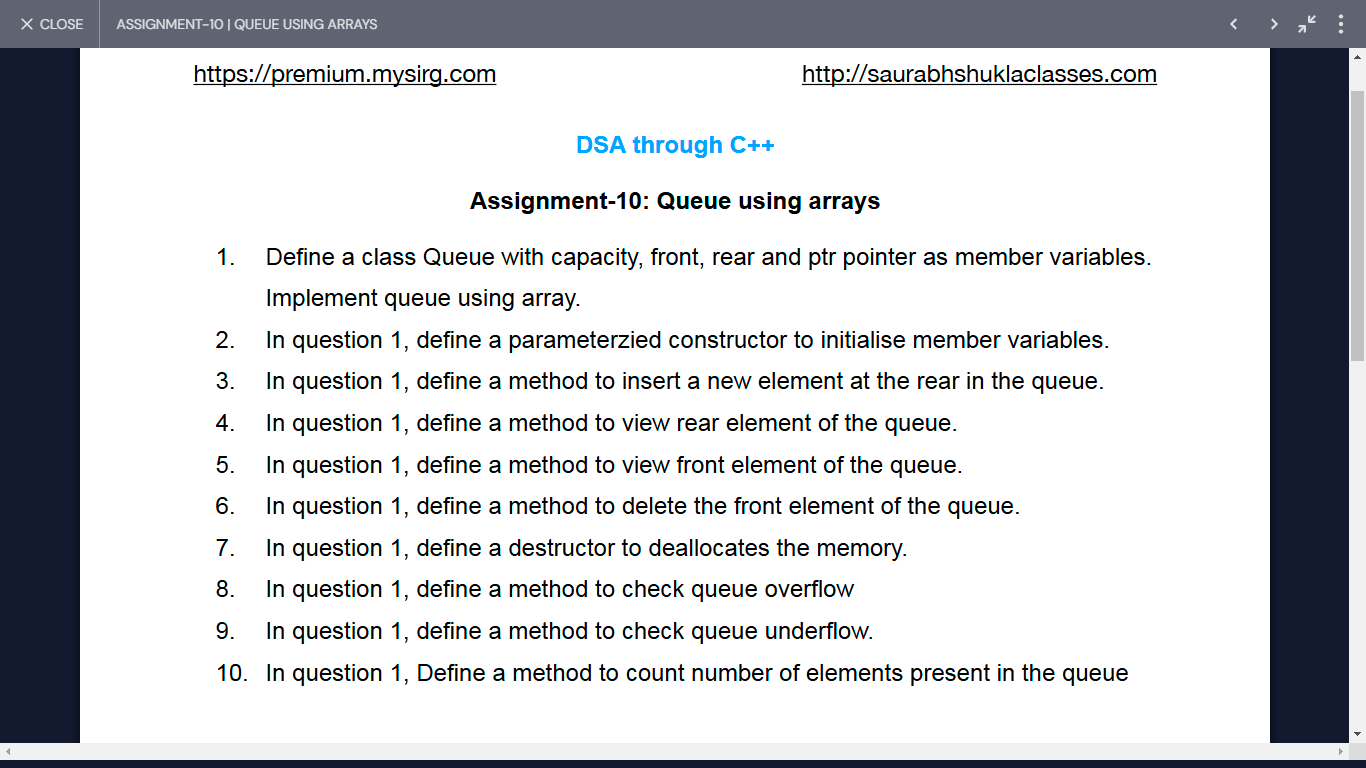 CLOSE
ASSIGNMENT-10 | QUEUE USING ARRAYS
https://premium.mysirg.com
http://saurabhshuklaclasses.com
DSA through C++
Assignment-10: Queue using arrays
1. Define a class Queue with capacity, front, rear and ptr pointer as member variables.
Implement queue using array.
2. In question 1, define a parameterzied constructor to initialise member variables.
3. In question 1, define a method to insert a new element at the rear in the queue.
4. In question 1, define a method to view rear element of the queue.
5. In question 1, define a method to view front element of the queue.
6. In question 1, define a method to delete the front element of the queue.
7. In question 1, define a destructor to deallocates the memory.
8. In question 1, define a method to check queue overflow
9. In question 1, define a method to check queue underflow.
10. In question 1, Define a method to count number of elements present in the queue